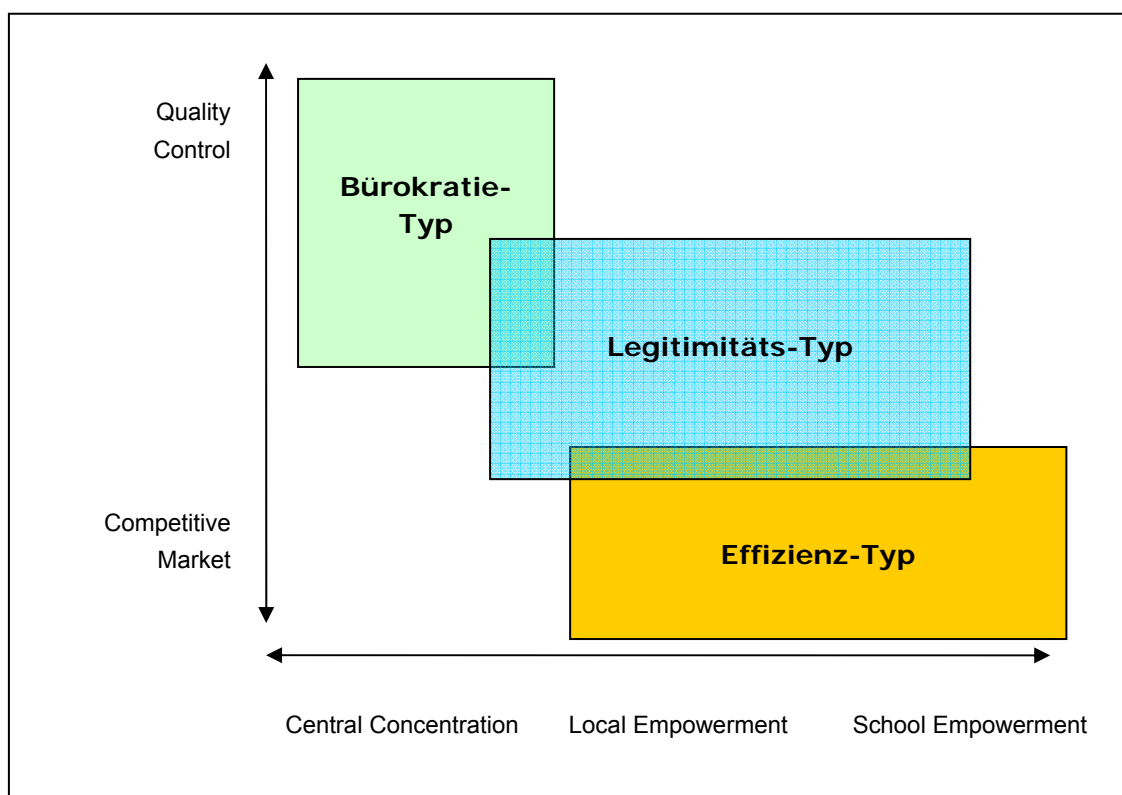 Quality
Control
Bürokratie-
Typ
Legitimitäts-Typ
Competitive
Market
Effizienz-Typ
Central Concentration
Local Empowerment
School Empowerment